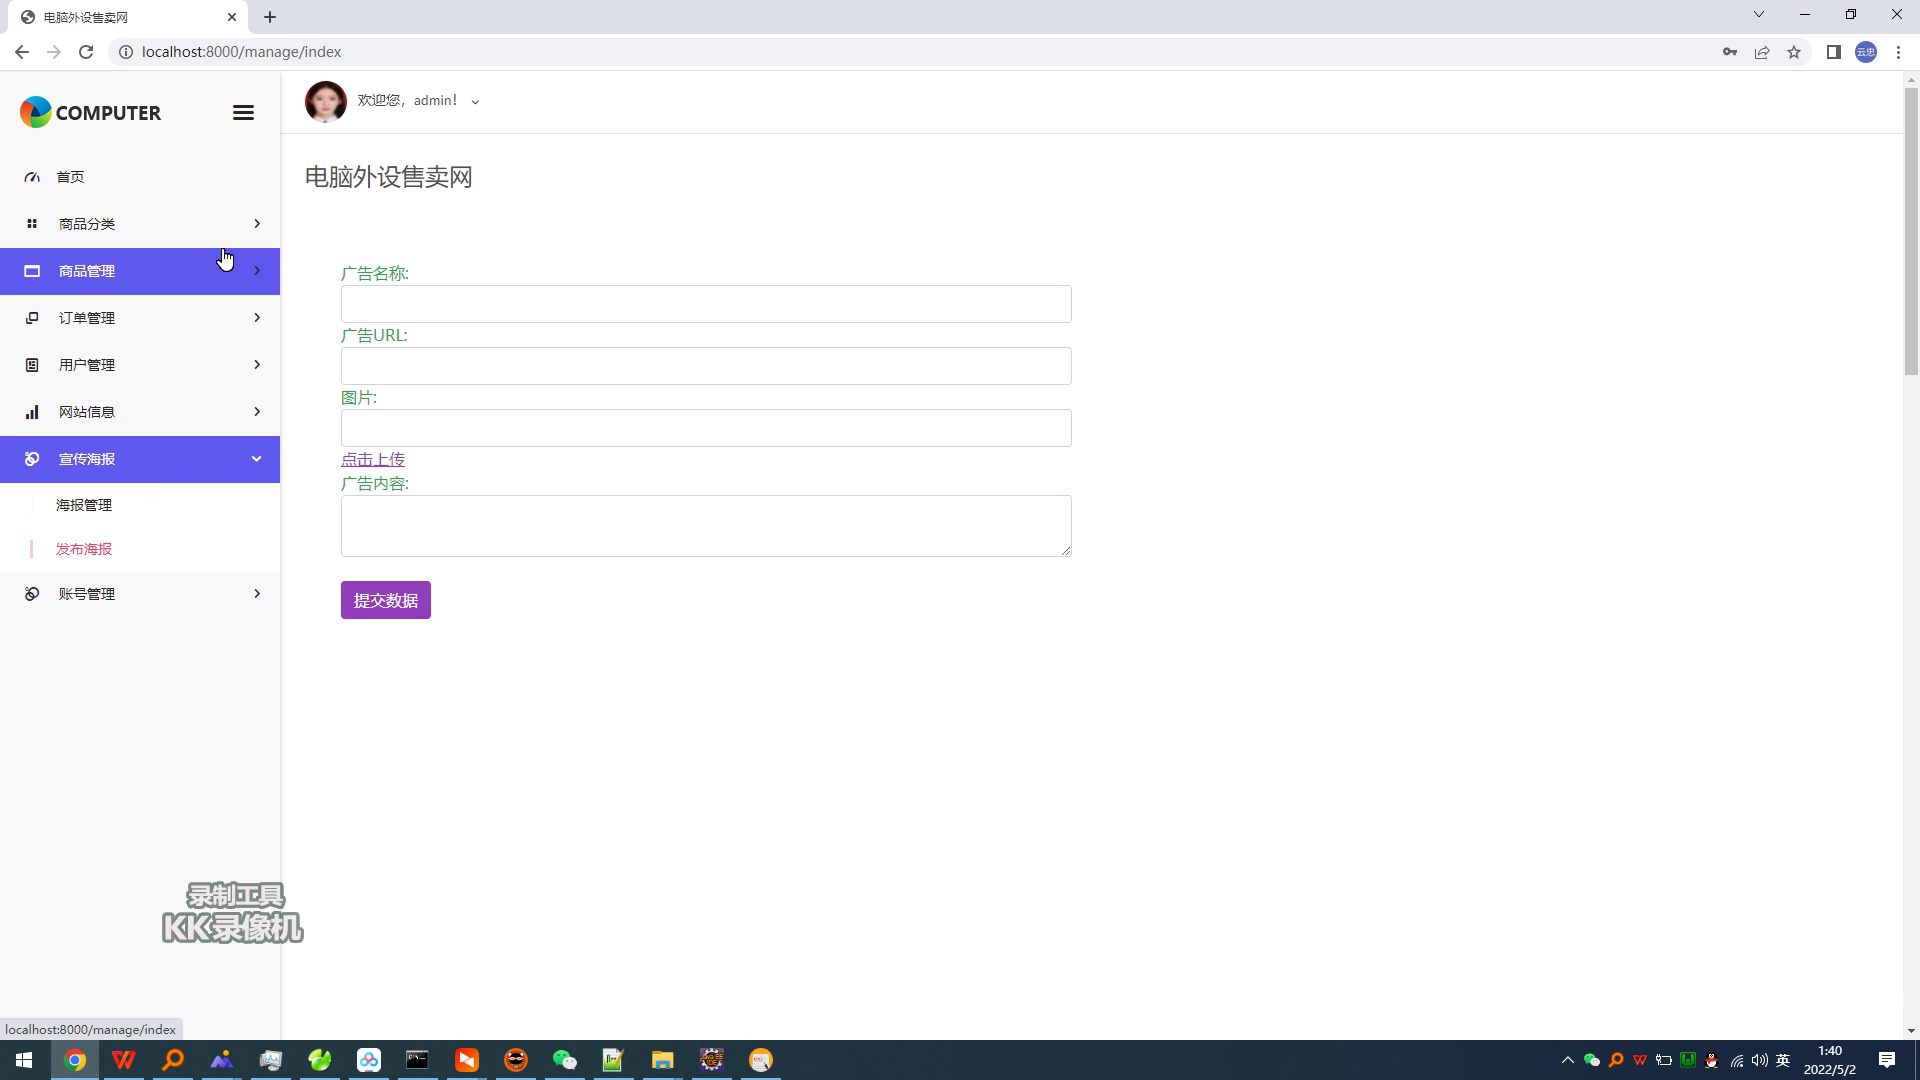 电脑外设售卖网
localhost:8000/manage/index
云忠
COMPUTER
欢迎您，admin！
首页
商品分类
商品管理
订单管理
用户管理
网站信息
宣传海报
海报管理
发布海报
账号管理
电脑外设售卖网
广告名称:
广告URL:
图片:
点击上传
广告内容:
提交数据
录制工具
KK录像机
localhost:8000/manage/index
英
1:40
2022/5/2